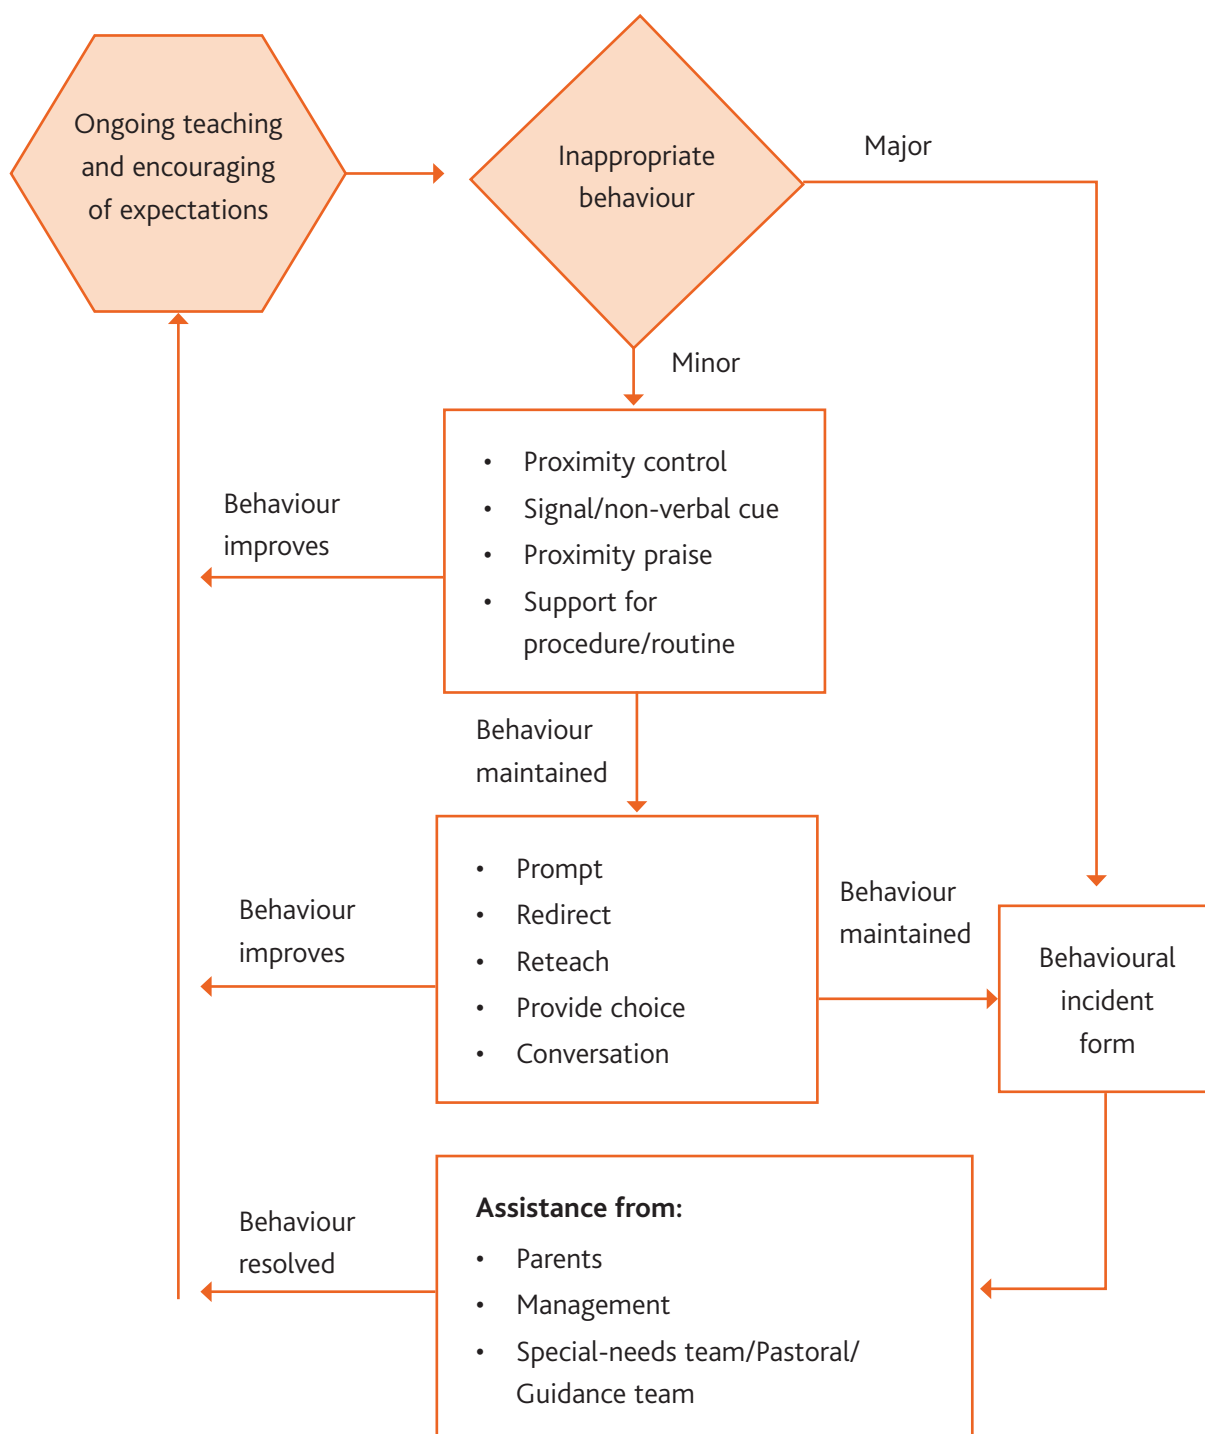 Ongoing teaching
and encouraging
of expectations
Inappropriate
behaviour
Major
Minor
• Proximity control
• Signal/non-verbal cue
• Proximity praise
• Support for
procedure/routine
Behaviour
improves
Behaviour
maintained
• Prompt
• Redirect
• Reteach
• Provide choice
• Conversation
Behaviour
improves
Behaviour
maintained
Behavioural
incident
form
Assistance from:
• Parents
• Management
• Special-needs team/Pastoral/
Guidance team
Behaviour
resolved